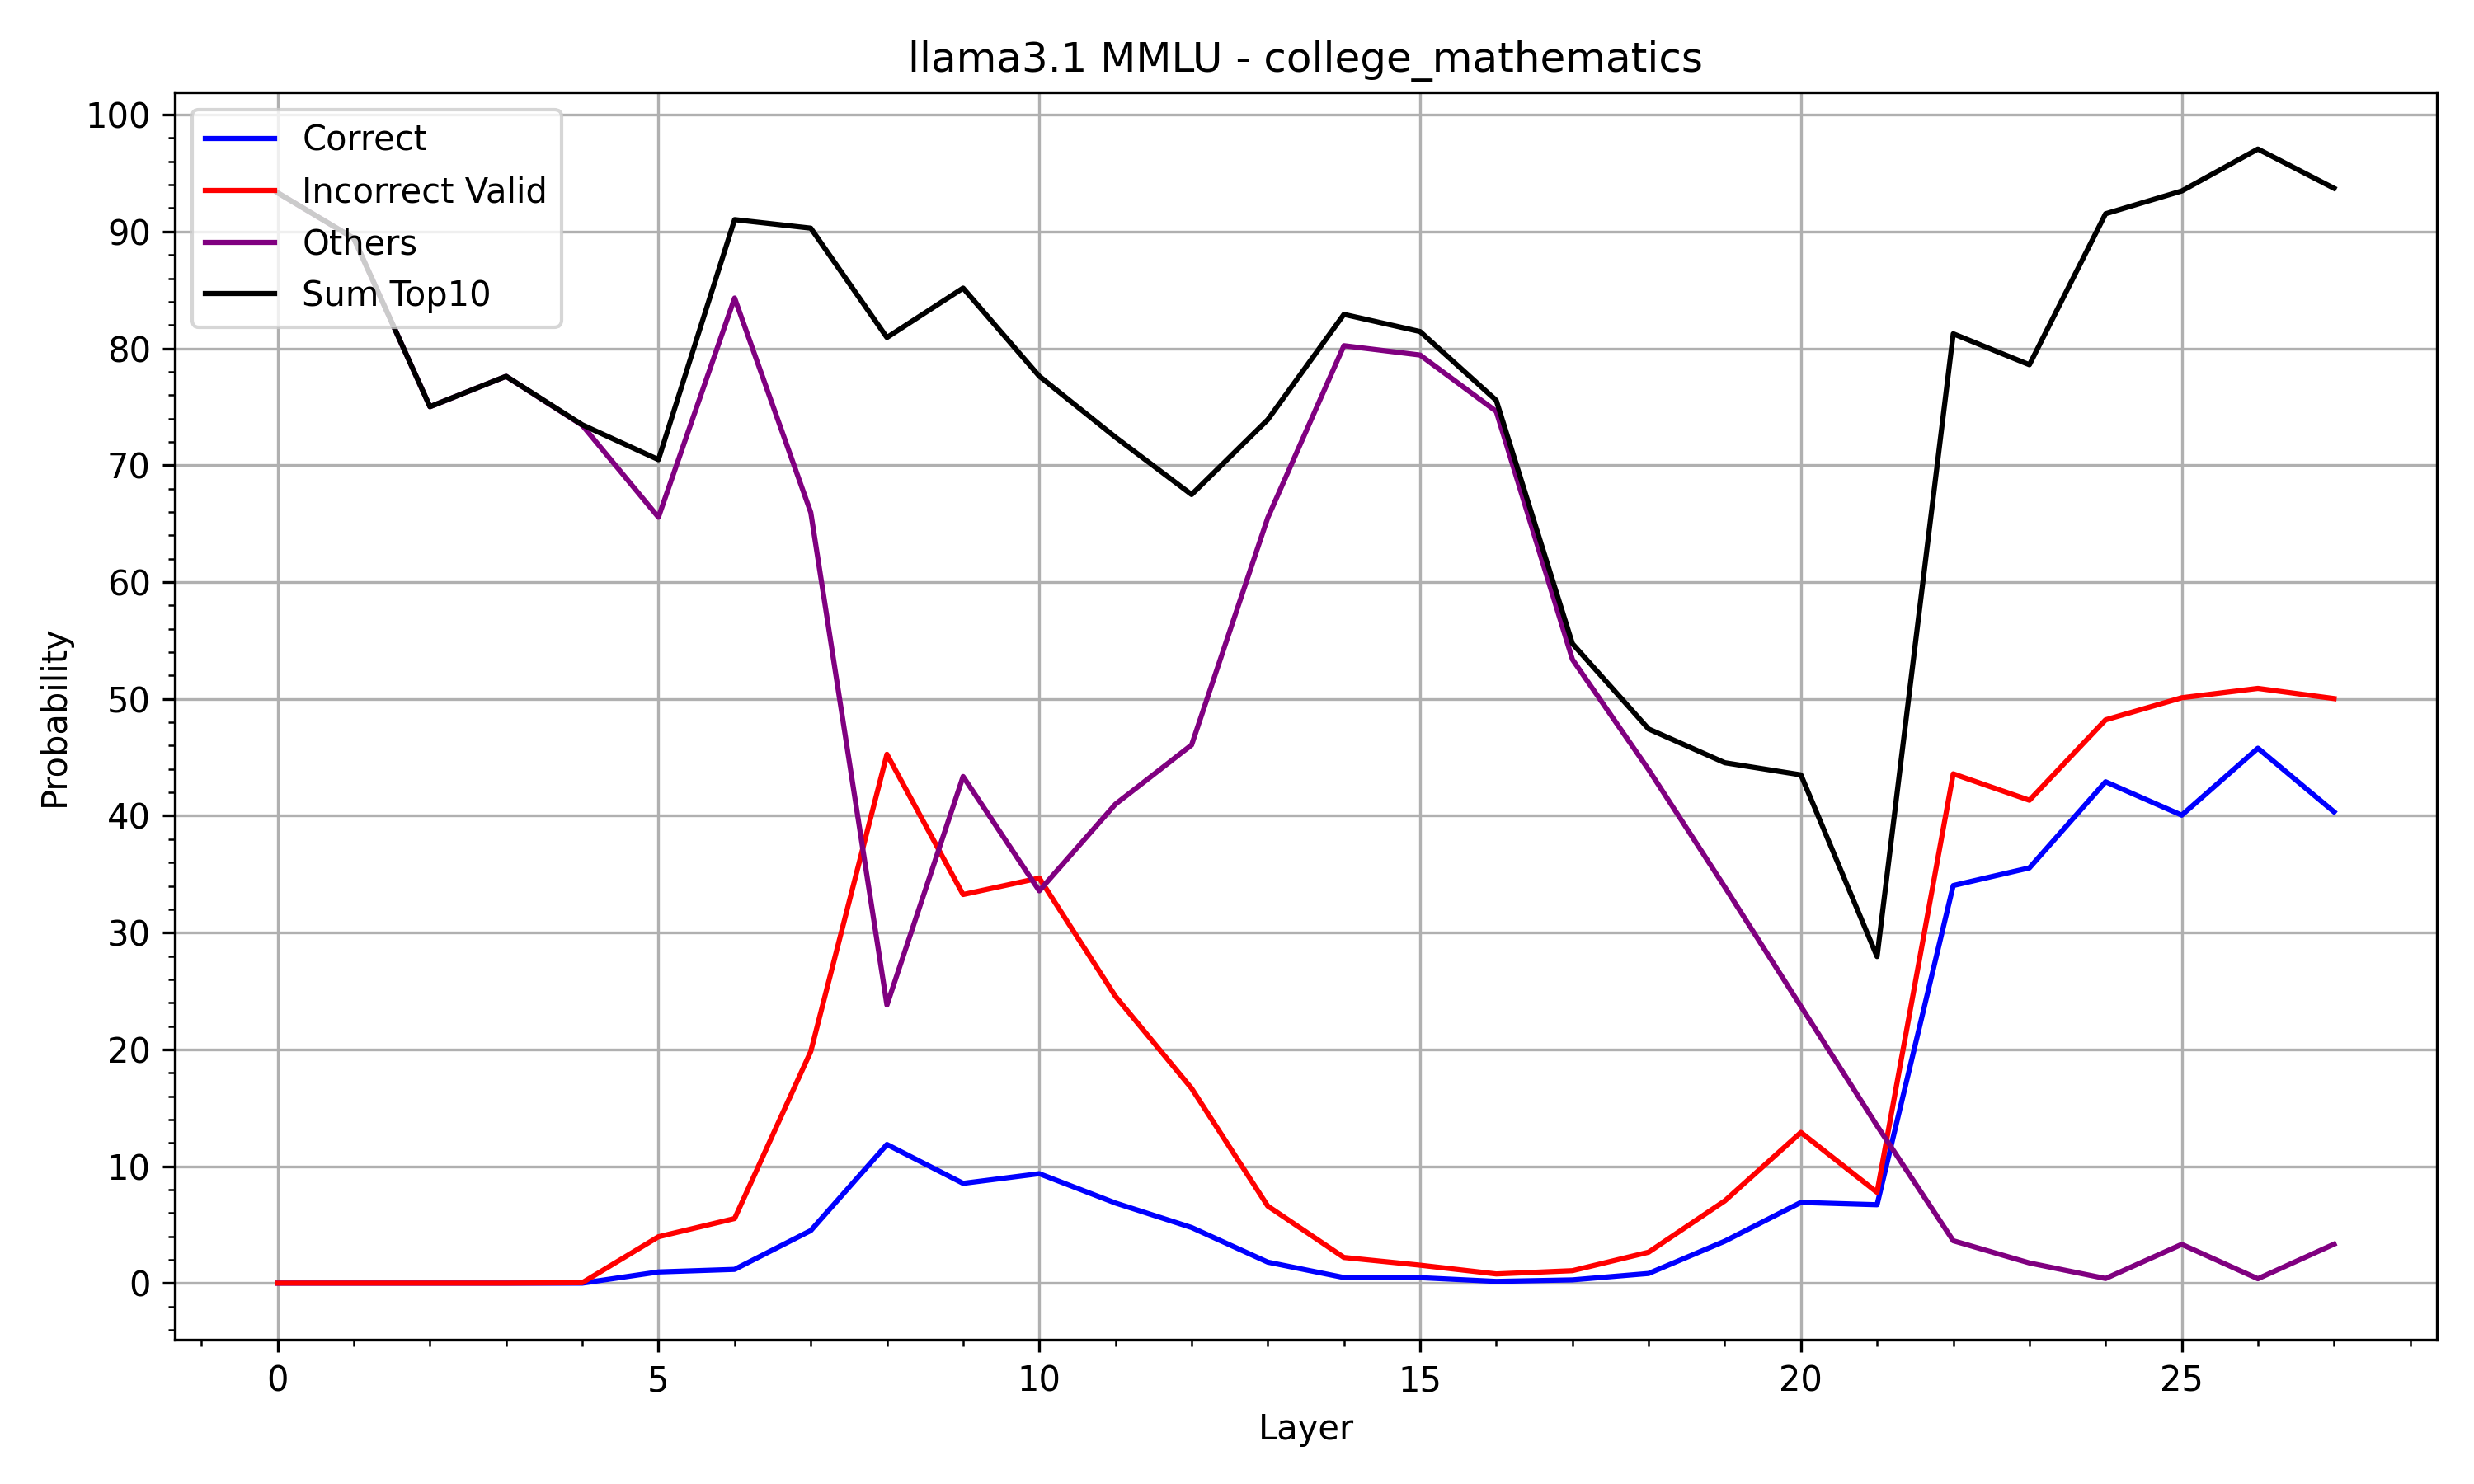 llama3.1 MMLU - college_mathematics
100
90
80
70
60
50
40
30
20
10
0
Probability
Correct
Incorrect Valid
Others
Sum Top10
0 5 10 15 20 25
Layer